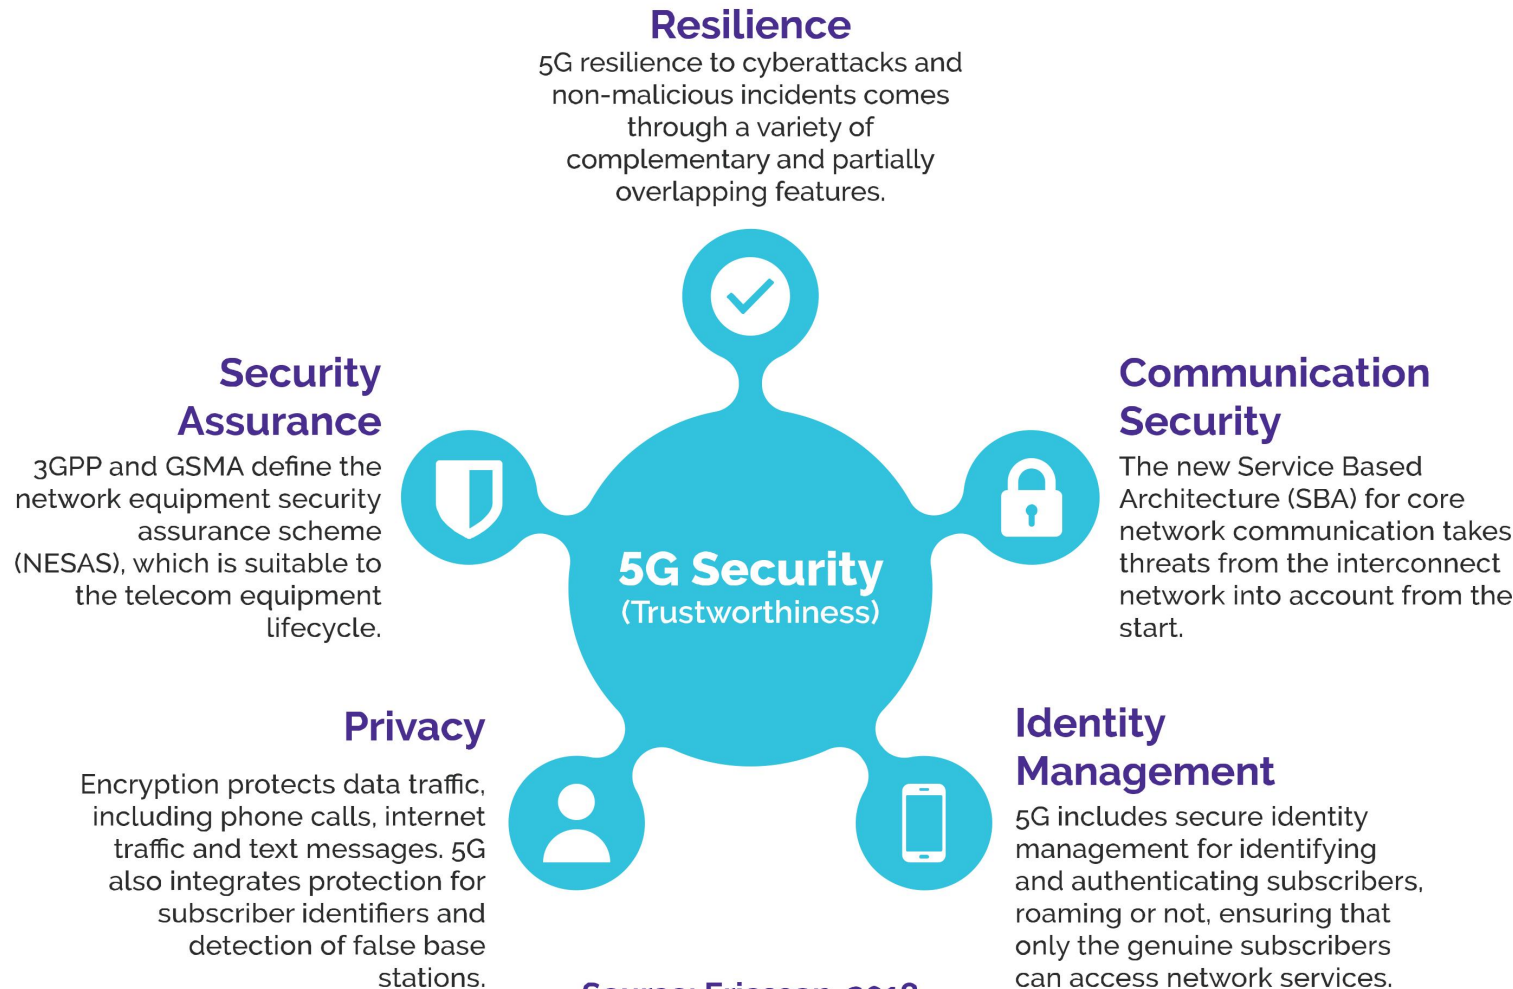 Resilience
5G resilience to cyberattacks and
non-malicious incidents comes
through a variety of
complementary and partially
overlapping features.
Security
Assurance
3GPP and GSMA define the
network equipment security
assurance scheme
(NESAS), which is suitable to
the telecom equipment
lifecycle.
Communication
Security
The new Service Based
Architecture (SBA) for core
network communication takes
threats from the interconnect
network into account from the
start.
5G Security
(Trustworthiness)
Privacy
Encryption protects data traffic,
including phone calls, internet
traffic and text messages. 5G
also integrates protection for
subscriber identifiers and
detection of false base
stations.
Identity
Management
5G includes secure identity
management for identifying
and authenticating subscribers,
roaming or not, ensuring that
only the genuine subscribers
can access network services.
Source: Ericsson, 2018